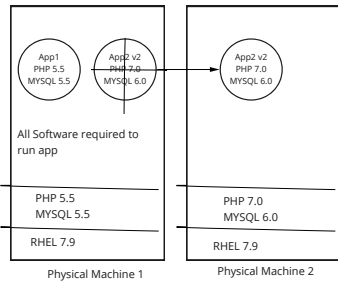 App1
PHP 5.5
MYSQL 5.5
App2 v2
PHP 7.0
MYSQL 6.0
App2 v2
PHP 7.0
MYSQL 6.0
All Software required to
run app
PHP 5.5
MYSQL 5.5
RHEL 7.9
PHP 7.0
MYSQL 6.0
RHEL 7.9
Physical Machine 1
Physical Machine 2